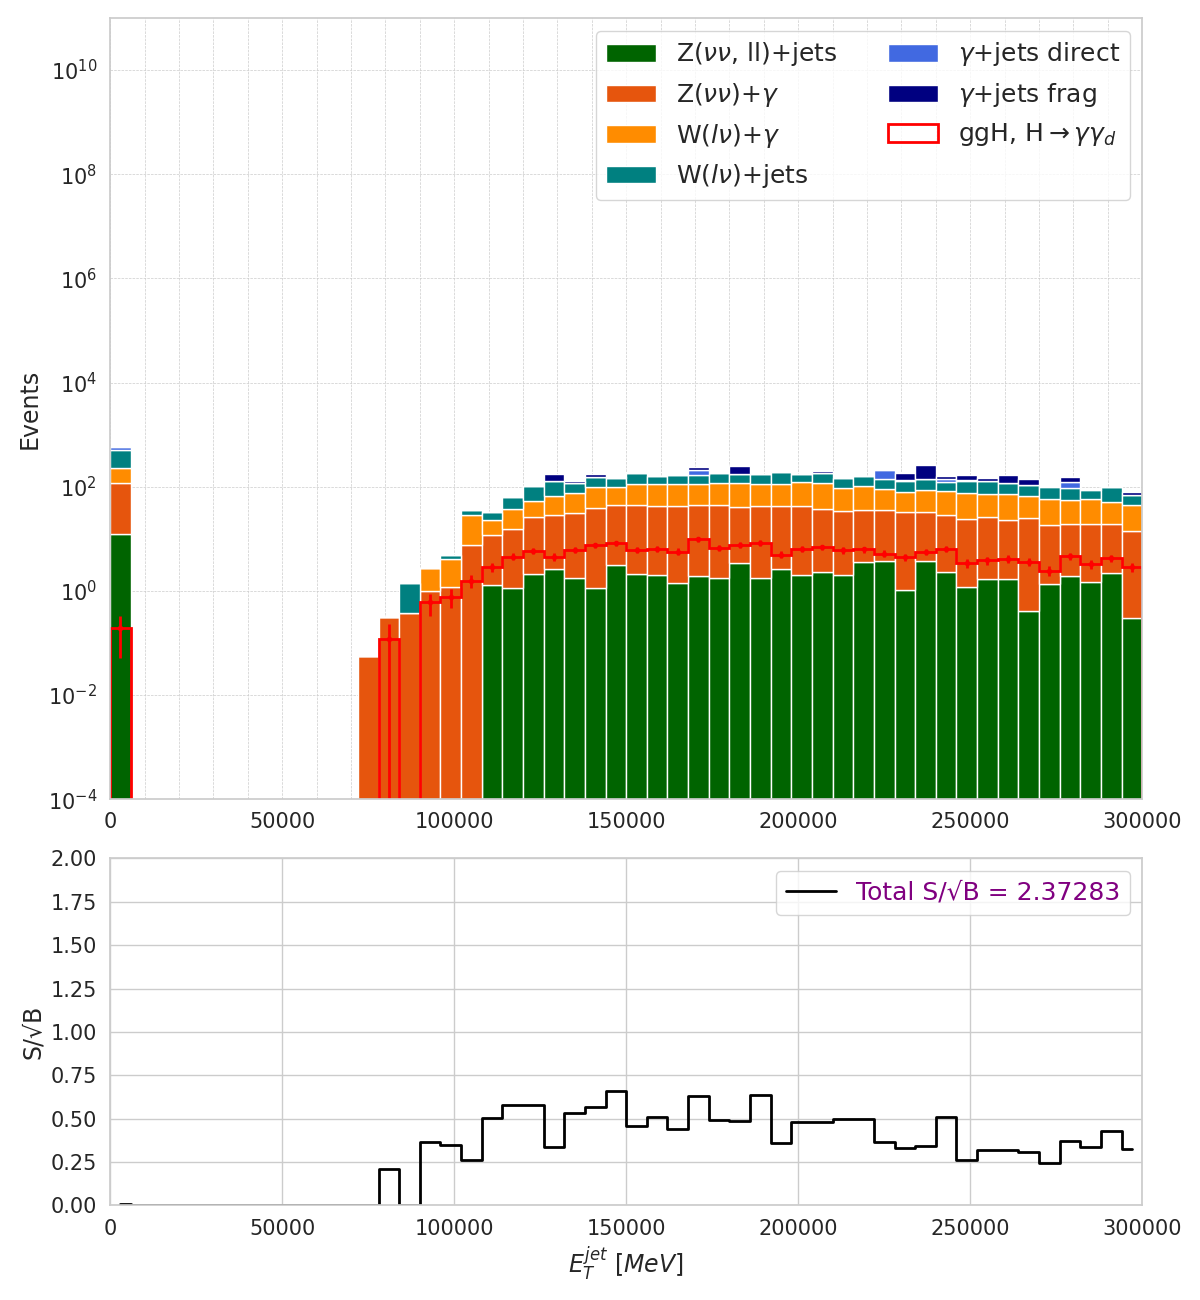 Z(νν, ll)+jets
Z(νν)+γ
W(lν)+γ
W(lν)+jets
γ+jets direct
γ+jets frag
ggH, H→γγ_d
Events
10^10
10^8
10^6
10^4
10^2
10^0
10^−2
10^−4
0 50000 100000 150000 200000 250000 300000
Total S/√B = 2.37283
S/√B
2.00
1.75
1.50
1.25
1.00
0.75
0.50
0.25
0.00
0 50000 100000 150000 200000 250000 300000
E_T^jet [MeV]